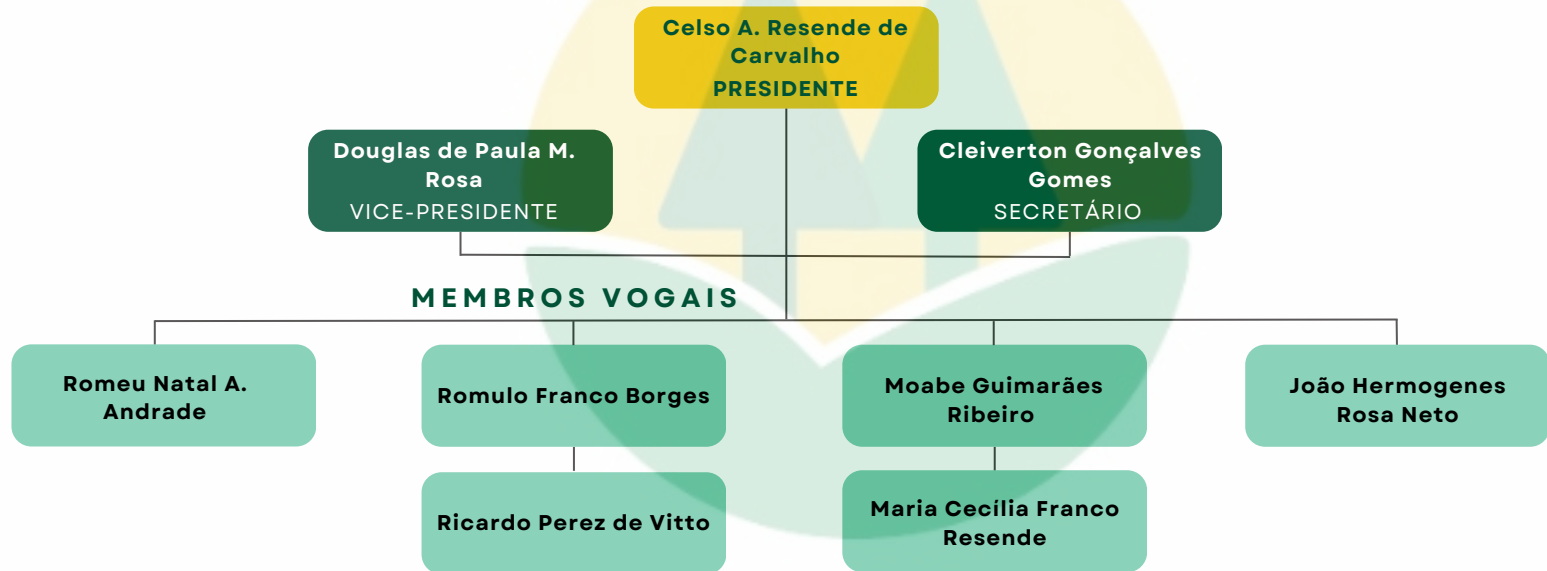 Celso A. Resende de
Carvalho
PRESIDENTE
Douglas de Paula M.
Rosa
VICE-PRESIDENTE
Cleiverton Gonçalves
Gomes
SECRETÁRIO
MEMBROS VOGAIS
Romeu Natal A.
Andrade
Romulo Franco Borges
Moabe Guimarães
Ribeiro
João Hermogenes
Rosa Neto
Ricardo Perez de Vitto
Maria Cecília Franco
Resende